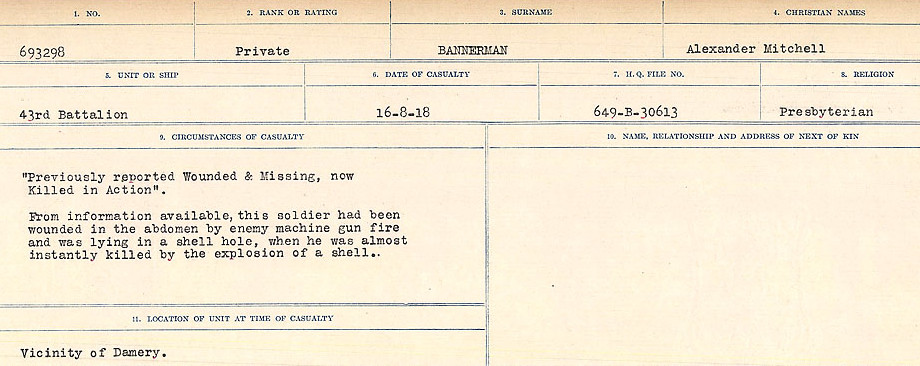 1. NO. 2. RANK OR RATING 3. SURNAME 4. CHRISTIAN NAMES
693298 Private BANNERMAN Alexander Mitchell
5. UNIT OR SHIP 6. DATE OF CASUALTY 7. H.Q. FILE NO. 8. RELIGION
43rd Battalion 16-8-18 649-B-30613 Presbyterian
9. CIRCUMSTANCES OF CASUALTY
"Previously reported Wounded & Missing, now
Killed in Action".
From information available, this soldier had been
wounded in the abdomen by enemy machine gun fire
and was lying in a shell hole, when he was almost
instantly killed by the explosion of a shell..
10. NAME, RELATIONSHIP AND ADDRESS OF NEXT OF KIN
11. LOCATION OF UNIT AT TIME OF CASUALTY
Vicinity of Damery.